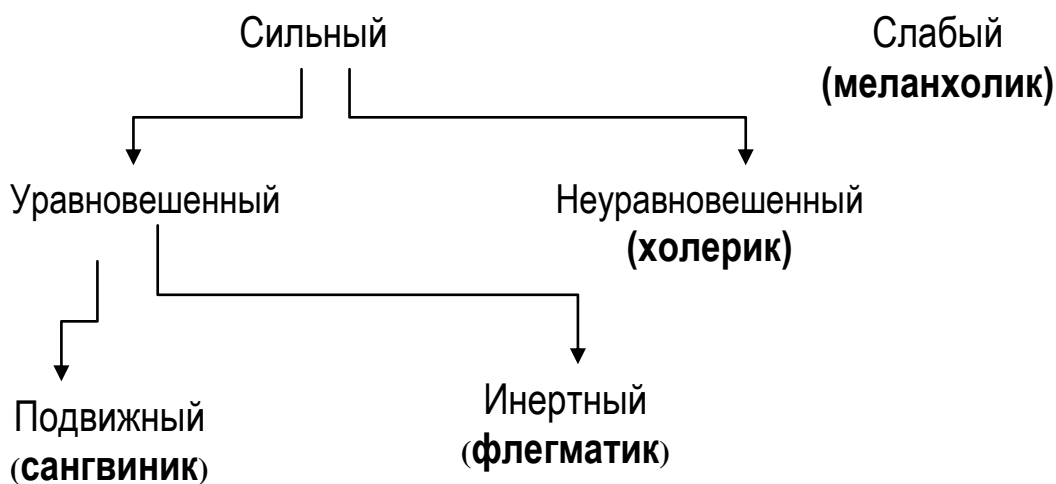 Сильный
Слабый
(меланхолик)
Уравновешенный
Неуравновешенный
(холерик)
Подвижный
(сангвиник)
Инертный
(флегматик)